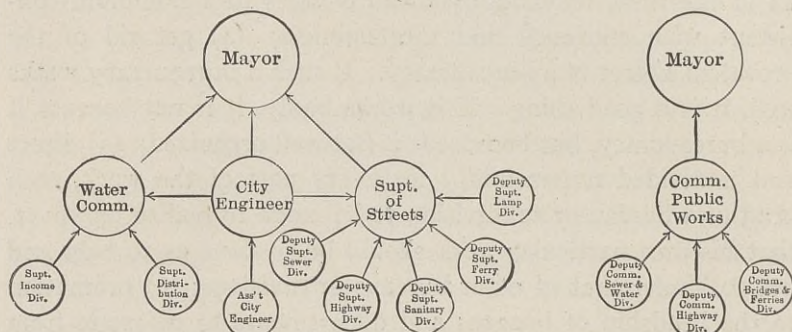 Mayor
Water
Comm.
City
Engineer
Supt.
of
Streets
Deputy
Supt.
Lamp
Div.
Supt.
Income
Div.
Supt.
Distri-
bution
Div.
Ass't
City
Engineer
Deputy
Supt.
Sewer
Div.
Deputy
Supt.
Highway
Div.
Deputy
Supt.
Sanitary
Div.
Deputy
Supt.
Ferry
Div.
Mayor
Comm.
Public
Works
Deputy
Comm.
Sewer &
Water
Div.
Deputy
Comm.
Highway
Div.
Deputy
Comm.
Bridges &
Ferries
Div.